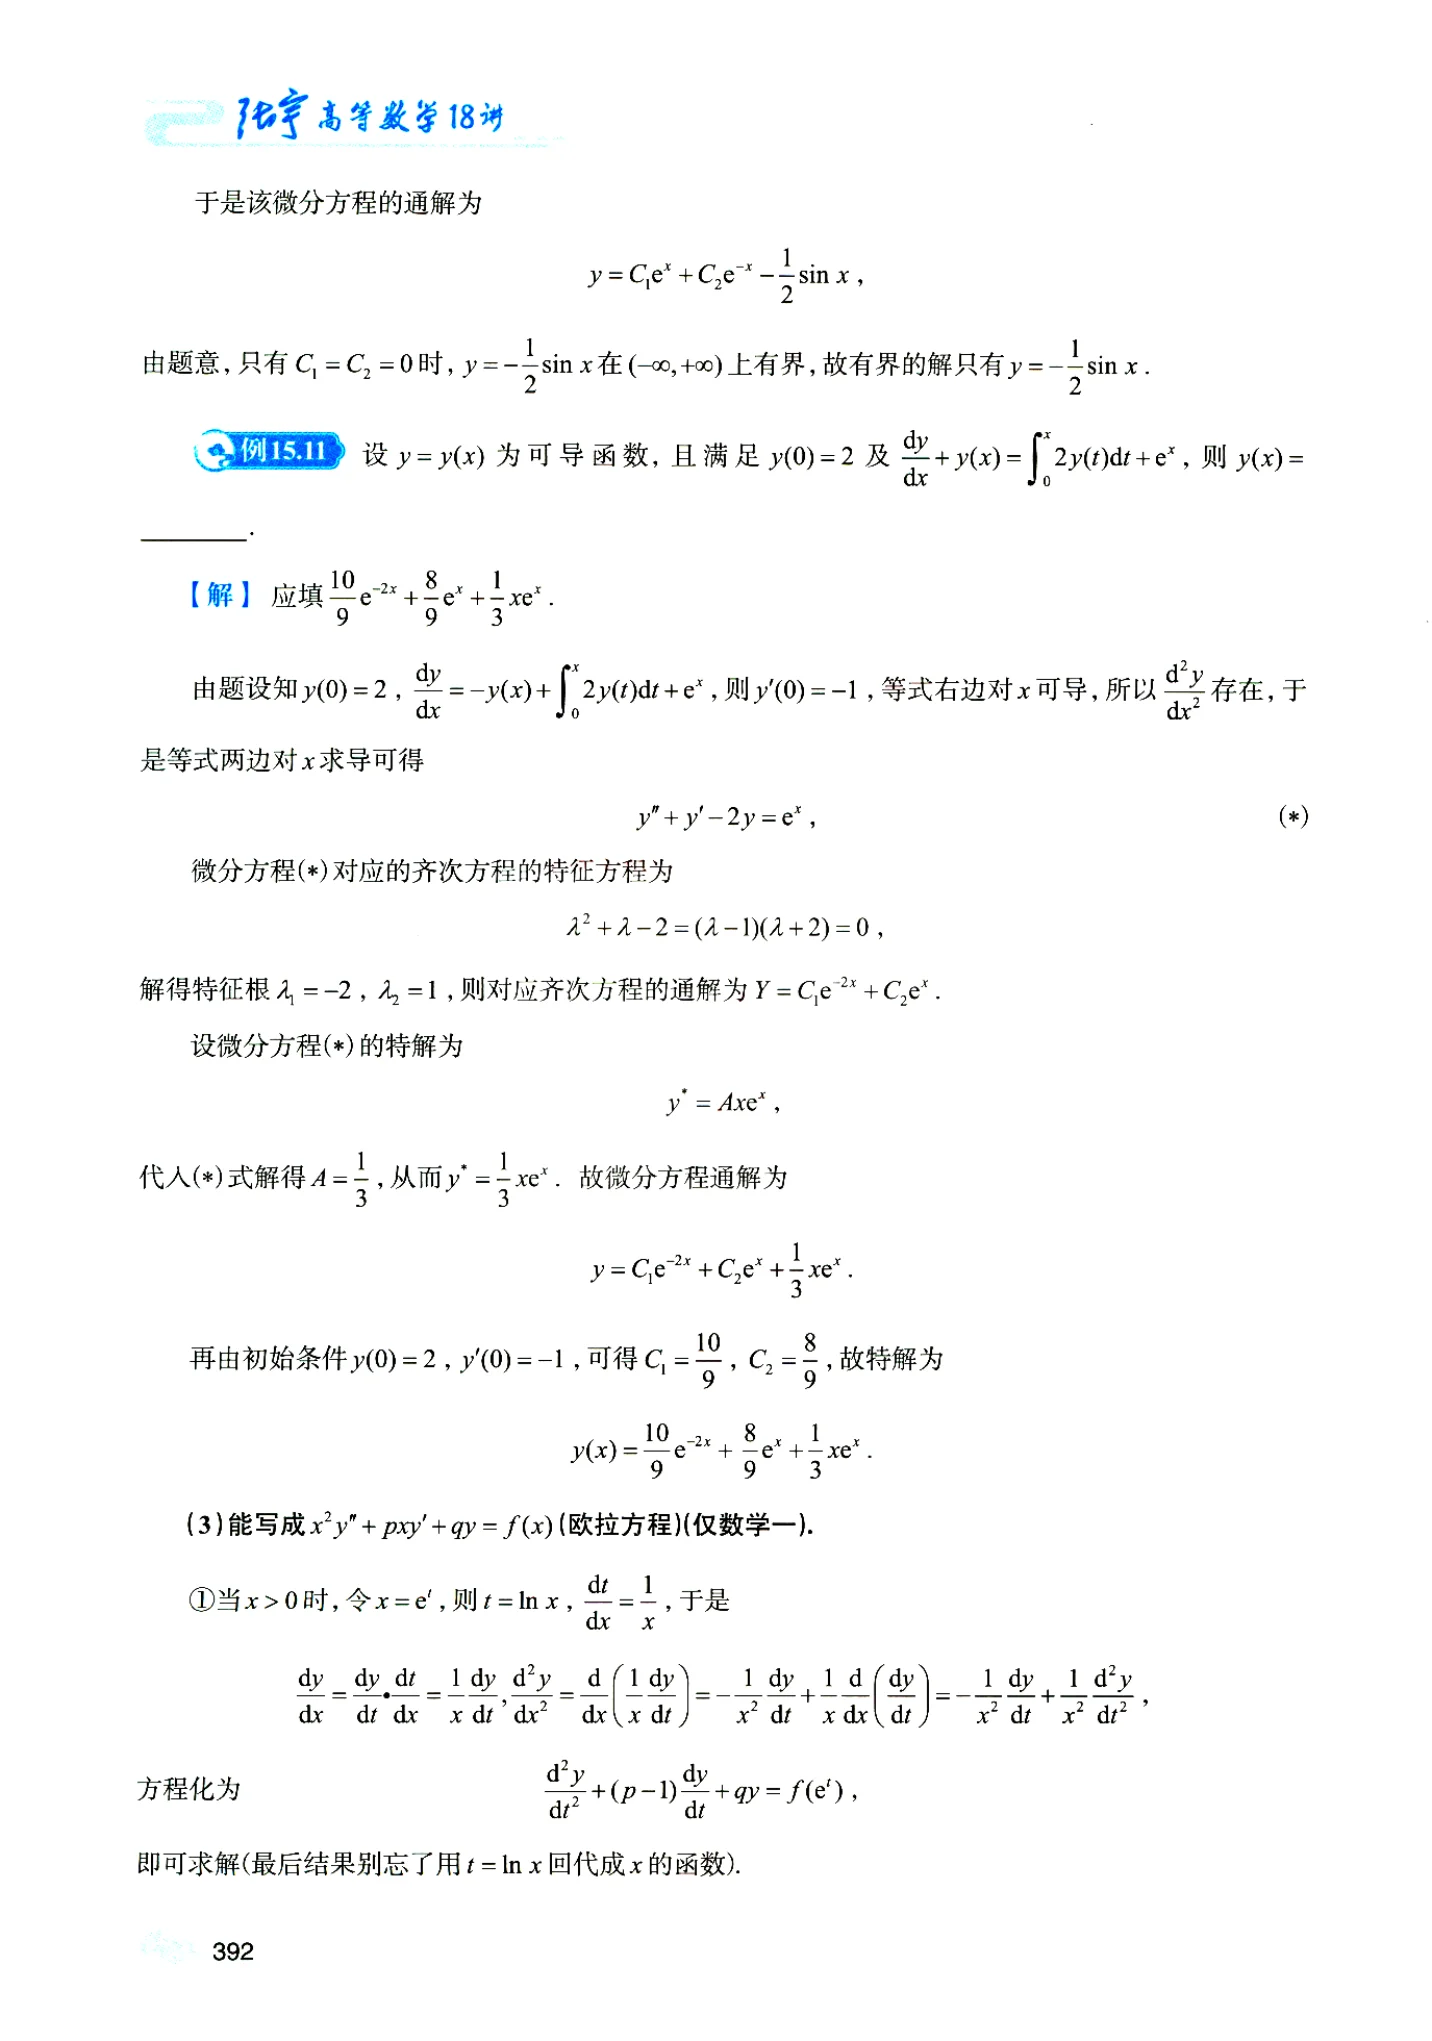 张宇高等数学18讲
于是该微分方程的通解为
$y=C_1e^x+C_2e^{-x}-\frac{1}{2}\sin x$,
由题意,只有$C_1=C_2=0$时,$y=-\frac{1}{2}\sin x$在$(-\infty,+\infty)$上有界,故有界的解只有$y=-\frac{1}{2}\sin x$.
例15.11 设$y=y(x)$为可导函数,且满足$y(0)=2$及$\frac{dy}{dx}+y(x)=\int_0^x 2y(t)dt+e^x$,则$y(x)=$
______.
【解】应填$\frac{10}{9}e^{-2x}+\frac{8}{9}e^x+\frac{1}{3}xe^x$.
由题设知$y(0)=2$,$\frac{dy}{dx}=-y(x)+\int_0^x 2y(t)dt+e^x$,则$y'(0)=-1$,等式右边对$x$可导,所以$\frac{d^2y}{dx^2}$存在,于
是等式两边对$x$求导可得
$y''+y'-2y=e^x$, (*)
微分方程(*)对应的齐次方程的特征方程为
$\lambda^2+\lambda-2=(\lambda-1)(\lambda+2)=0$,
解得特征根$\lambda_1=-2$,$\lambda_2=1$,则对应齐次方程的通解为$Y=C_1e^{-2x}+C_2e^x$.
设微分方程(*)的特解为
$y^*=Axe^x$,
代入(*)式解得$A=\frac{1}{3}$,从而$y^*=\frac{1}{3}xe^x$. 故微分方程通解为
$y=C_1e^{-2x}+C_2e^x+\frac{1}{3}xe^x$.
再由初始条件$y(0)=2$,$y'(0)=-1$,可得$C_1=\frac{10}{9}$,$C_2=\frac{8}{9}$,故特解为
$y(x)=\frac{10}{9}e^{-2x}+\frac{8}{9}e^x+\frac{1}{3}xe^x$.
(3)能写成$x^2y''+pxy'+qy=f(x)$(欧拉方程)(仅数学一).
①当$x>0$时,令$x=e^t$,则$t=\ln x$,$\frac{dt}{dx}=\frac{1}{x}$,于是
$\frac{dy}{dx}=\frac{dy}{dt}\cdot\frac{dt}{dx}=\frac{1}{x}\frac{dy}{dt},\frac{d^2y}{dx^2}=\frac{d}{dx}\left(\frac{1}{x}\frac{dy}{dt}\right)=-\frac{1}{x^2}\frac{dy}{dt}+\frac{1}{x}\frac{d}{dx}\left(\frac{dy}{dt}\right)=-\frac{1}{x^2}\frac{dy}{dt}+\frac{1}{x^2}\frac{d^2y}{dt^2}$,
方程化为 $\frac{d^2y}{dt^2}+(p-1)\frac{dy}{dt}+qy=f(e^t)$,
即可求解(最后结果别忘了用$t=\ln x$回代成$x$的函数).
392